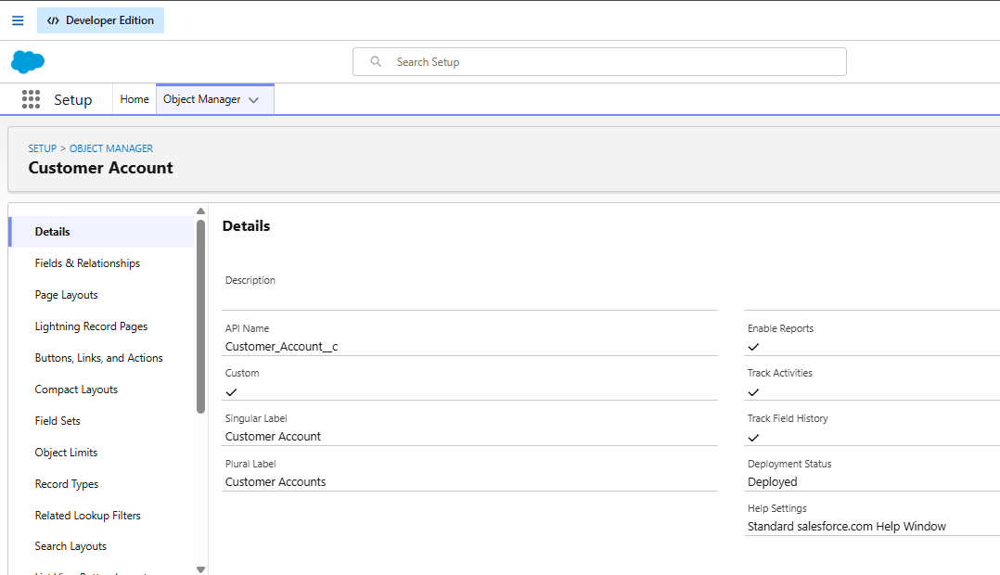 Developer Edition
Search Setup
Setup
Home
Object Manager
SETUP > OBJECT MANAGER
Customer Account
Details
Fields & Relationships
Page Layouts
Lightning Record Pages
Buttons, Links, and Actions
Compact Layouts
Field Sets
Object Limits
Record Types
Related Lookup Filters
Search Layouts
Details
Description
API Name
Customer_Account__c
Custom
Singular Label
Customer Account
Plural Label
Customer Accounts
Enable Reports
Track Activities
Track Field History
Deployment Status
Deployed
Help Settings
Standard salesforce.com Help Window